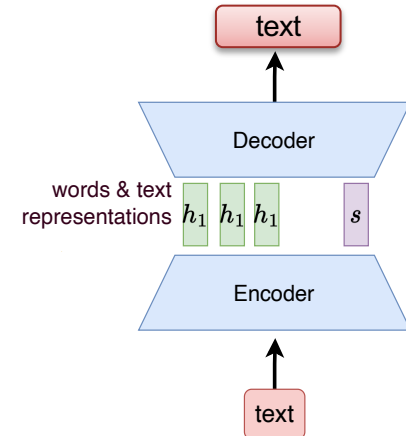 text
Decoder
words & text
representations
h₁ h₁ h₁ s
Encoder
text